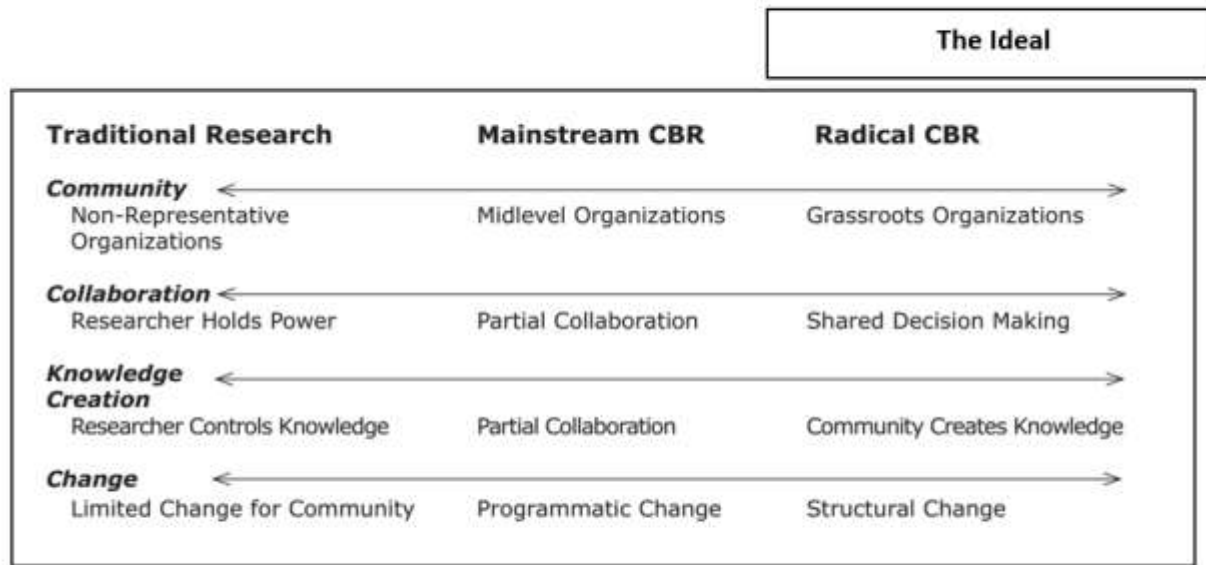 The Ideal
Traditional Research Mainstream CBR Radical CBR
Community
Non-Representative Midlevel Organizations Grassroots Organizations
Organizations
Collaboration
Researcher Holds Power Partial Collaboration Shared Decision Making
Knowledge
Creation
Researcher Controls Knowledge Partial Collaboration Community Creates Knowledge
Change
Limited Change for Community Programmatic Change Structural Change